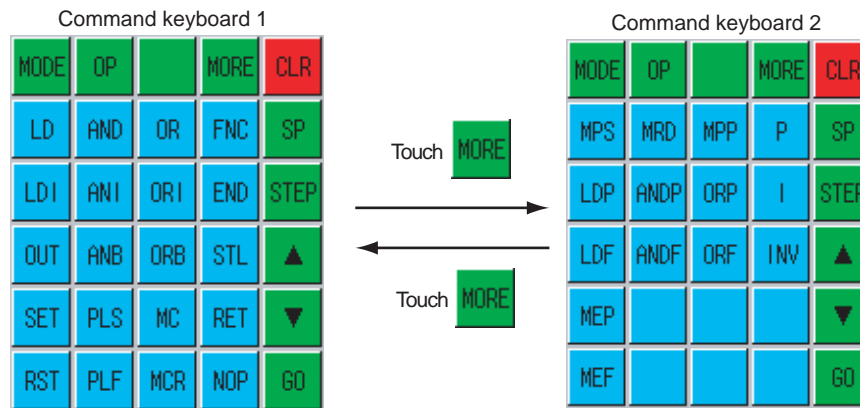 Command keyboard 1
MODE OP MORE CLR
LD AND OR FNC SP
LDI ANI ORI END STEP
OUT ANB ORB STL ▲
SET PLS MC RET ▼
RST PLF MCR NOP GO
Touch MORE
Touch MORE
Command keyboard 2
MODE OP MORE CLR
MPS MRD MPP P SP
LDP ANDP ORP I STEP
LDF ANDF ORF INV ▲
MEP ▼
MEF GO